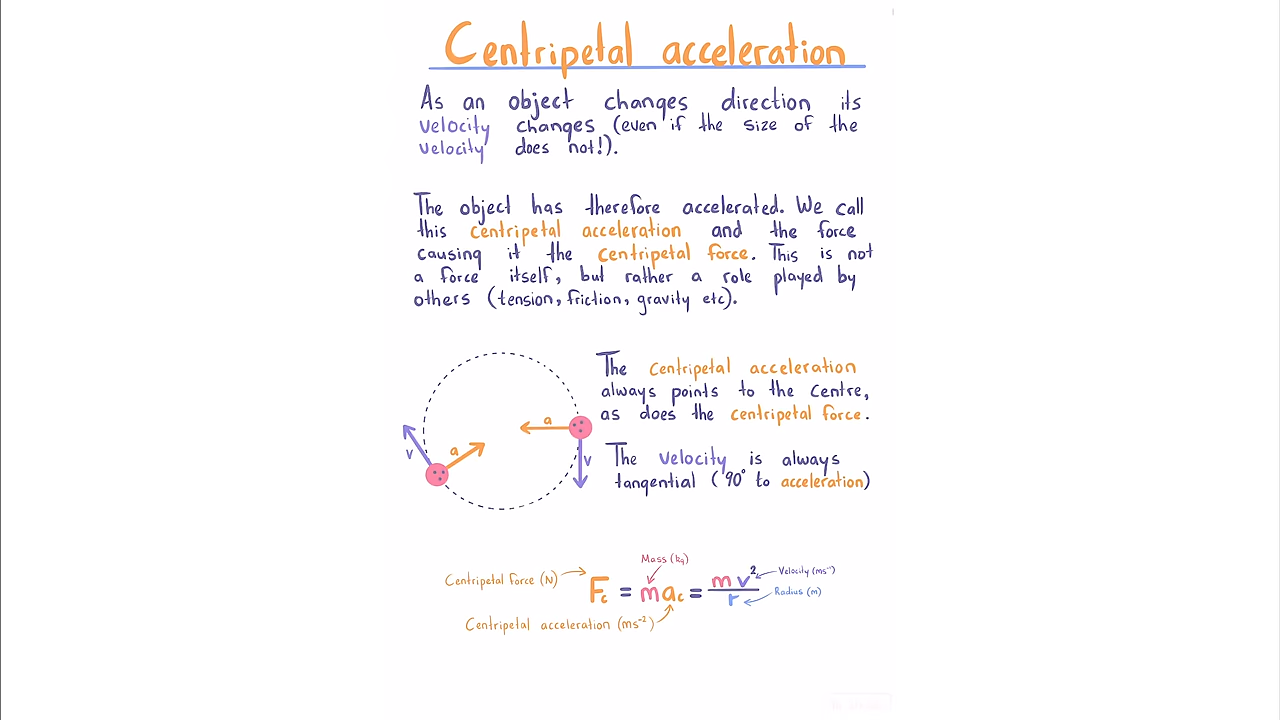 Centripetal acceleration
As an object changes direction its
velocity changes (even if the size of the
velocity does not!).
The object has therefore accelerated. We call
this centripetal acceleration and the force
causing it the centripetal force. This is not
a force itself, but rather a role played by
others (tension, friction, gravity etc).
The centripetal acceleration
always points to the centre,
as does the centripetal force.
a
a
v
v
The velocity is always
tangential (90° to acceleration)
Mass (kg)
Centripetal Force (N)
Fc = mac = mv²/r
Velocity (ms⁻¹)
Radius (m)
Centripetal acceleration (ms⁻²)